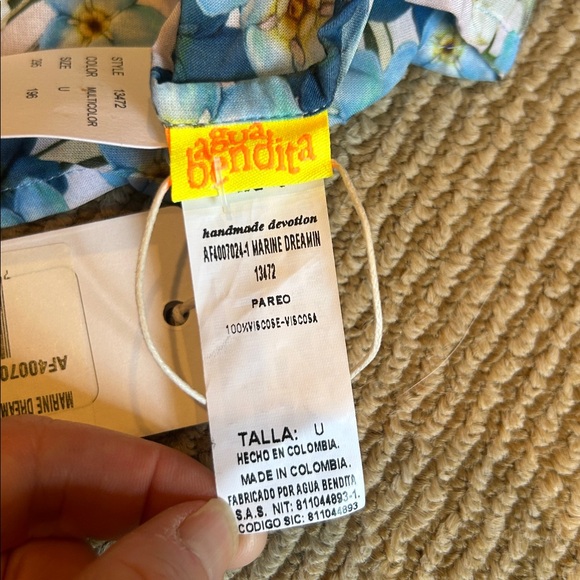 STYLE 13472
COLOR MULTICOLOR
SIZE U
196
agua
bendita
handmade devotion
AF4007024-1 MARINE DREAMIN
13472
PAREO
100%VISCOSE-VISCOSA
TALLA: U
HECHO EN COLOMBIA.
MADE IN COLOMBIA.
FABRICADO POR AGUA BENDITA
S.A.S. NIT: 811044893-1.
CODIGO SIC: 811044893
AF40070
MARINE DREAM